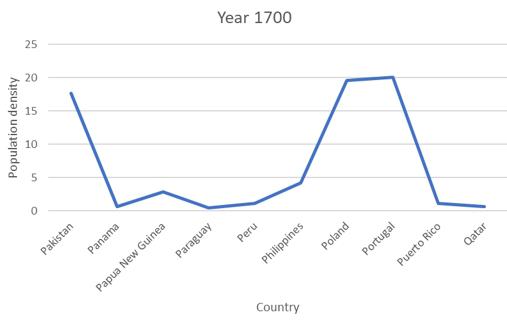 Year 1700
Population density
25
20
15
10
5
0
Pakistan
Panama
Papua New Guinea
Paraguay
Peru
Philippines
Poland
Portugal
Puerto Rico
Qatar
Country